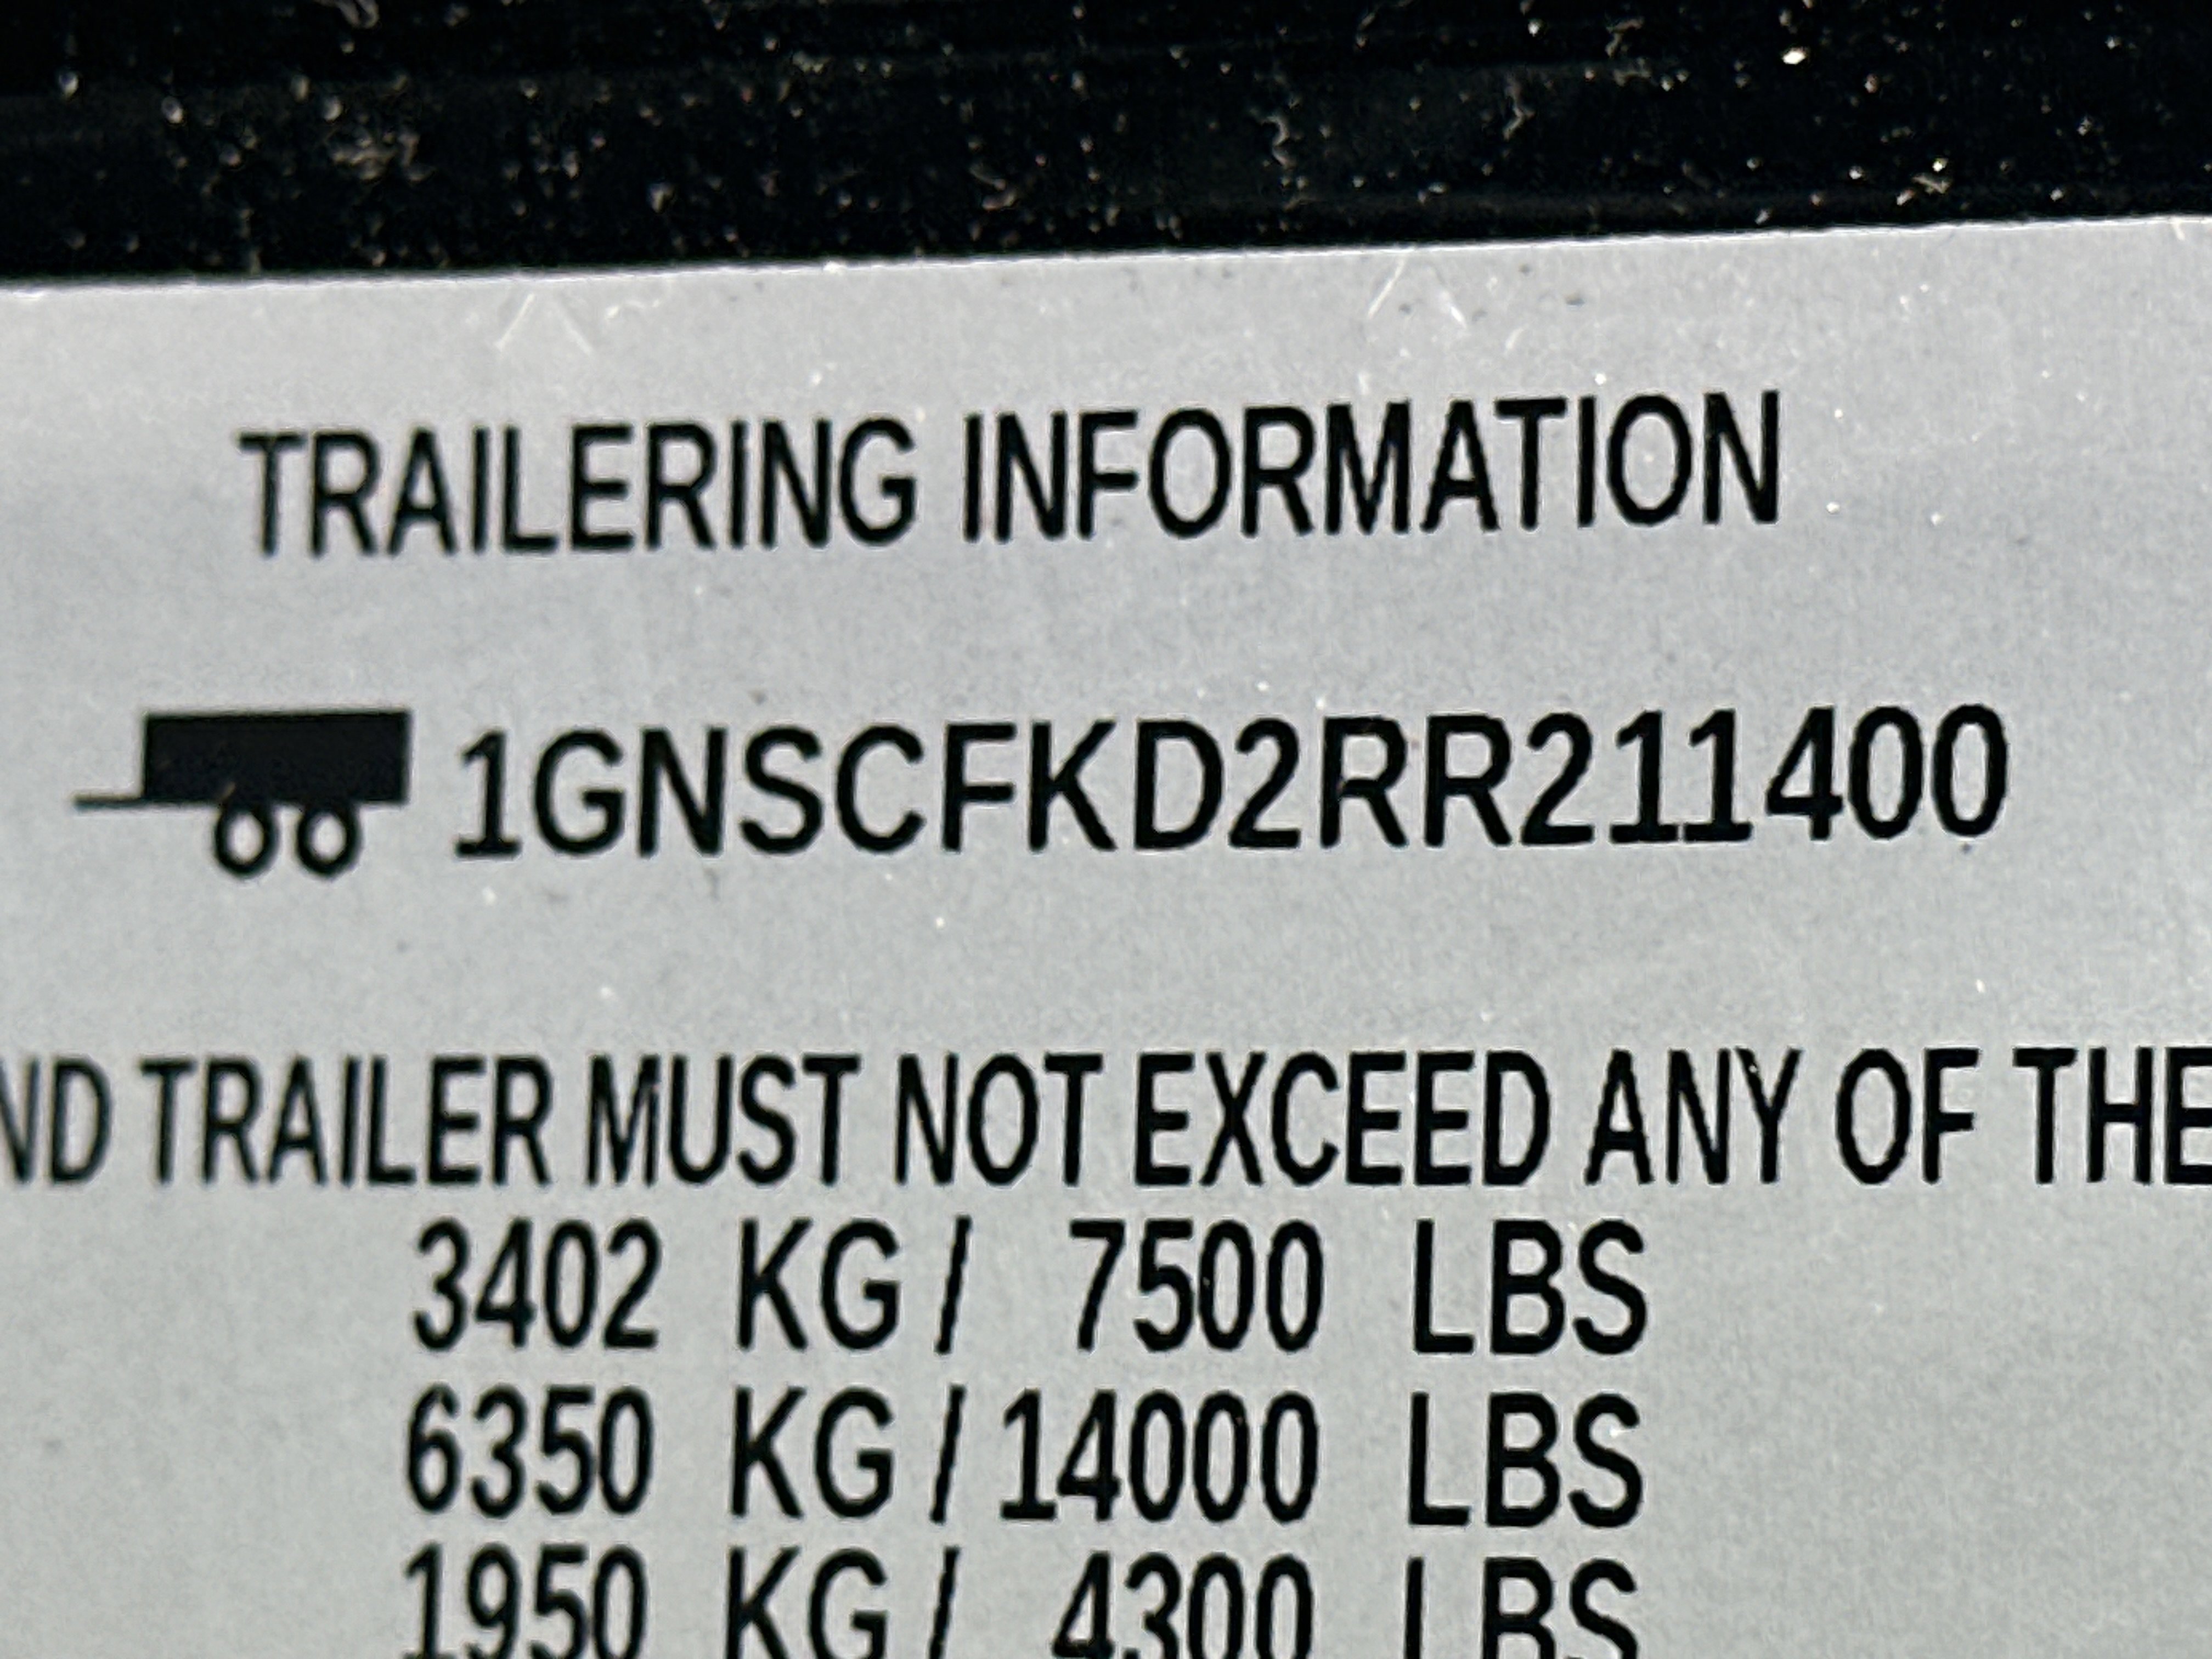 TRAILERING INFORMATION
1GNSCFKD2RR211400
TRAILER MUST NOT EXCEED ANY OF THE
3402 KG / 7500 LBS
6350 KG / 14000 LBS
1950 KG / 4300 LBS